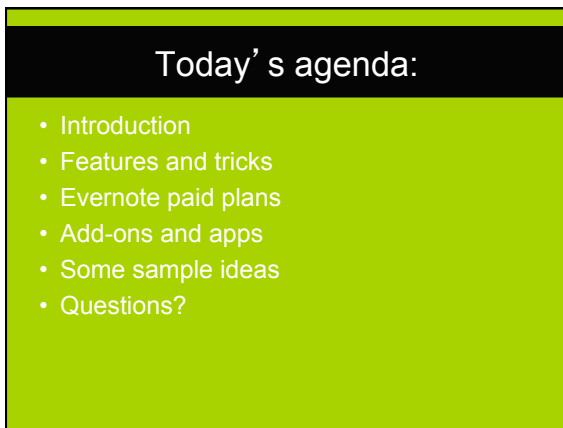 Today’s agenda:
• Introduction
• Features and tricks
• Evernote paid plans
• Add-ons and apps
• Some sample ideas
• Questions?